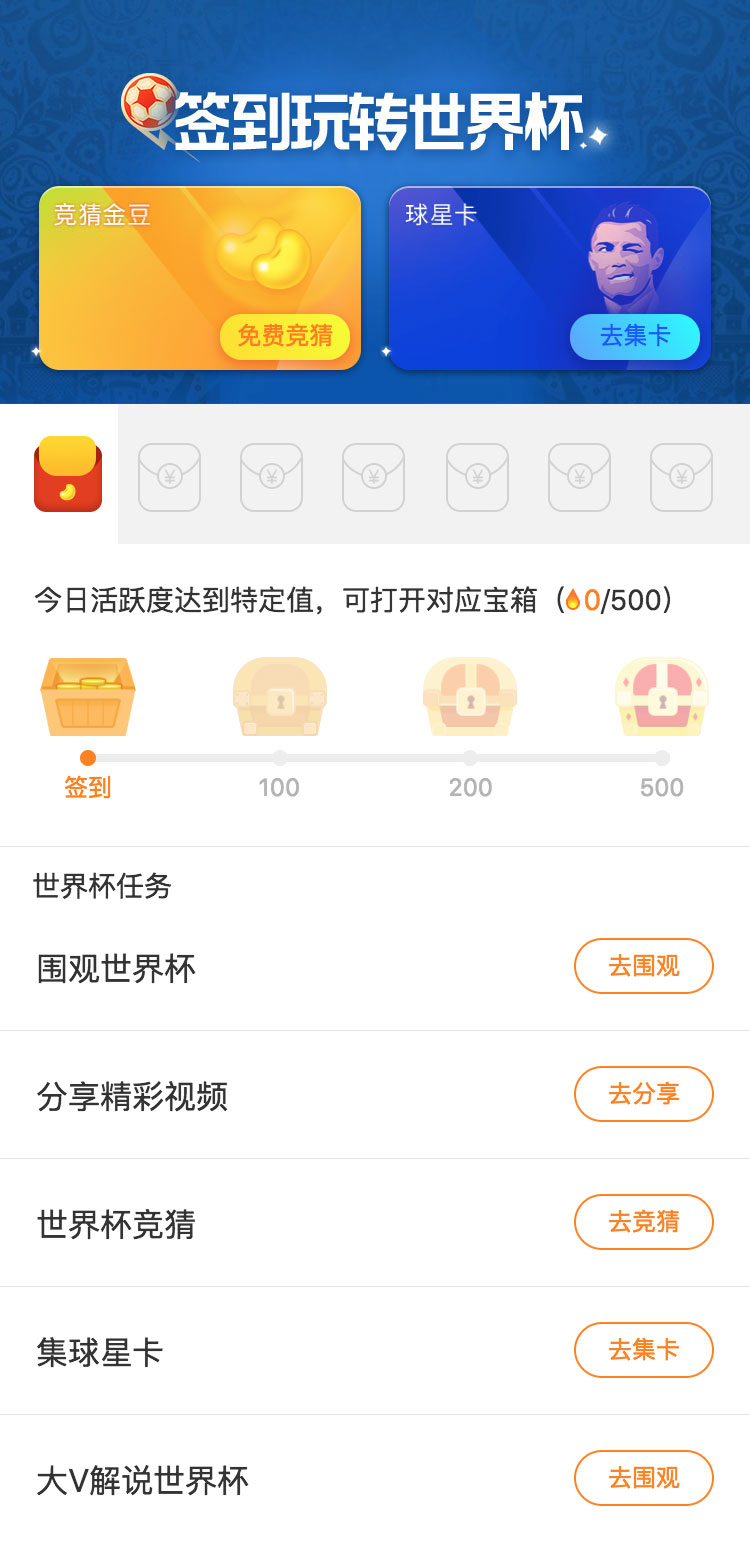 签到玩转世界杯
竞猜金豆
球星卡
免费竞猜
去集卡
¥ ¥ ¥ ¥ ¥ ¥
今日活跃度达到特定值，可打开对应宝箱（0/500）
签到 100 200 500
世界杯任务
围观世界杯 去围观
分享精彩视频 去分享
世界杯竞猜 去竞猜
集球星卡 去集卡
大V解说世界杯 去围观